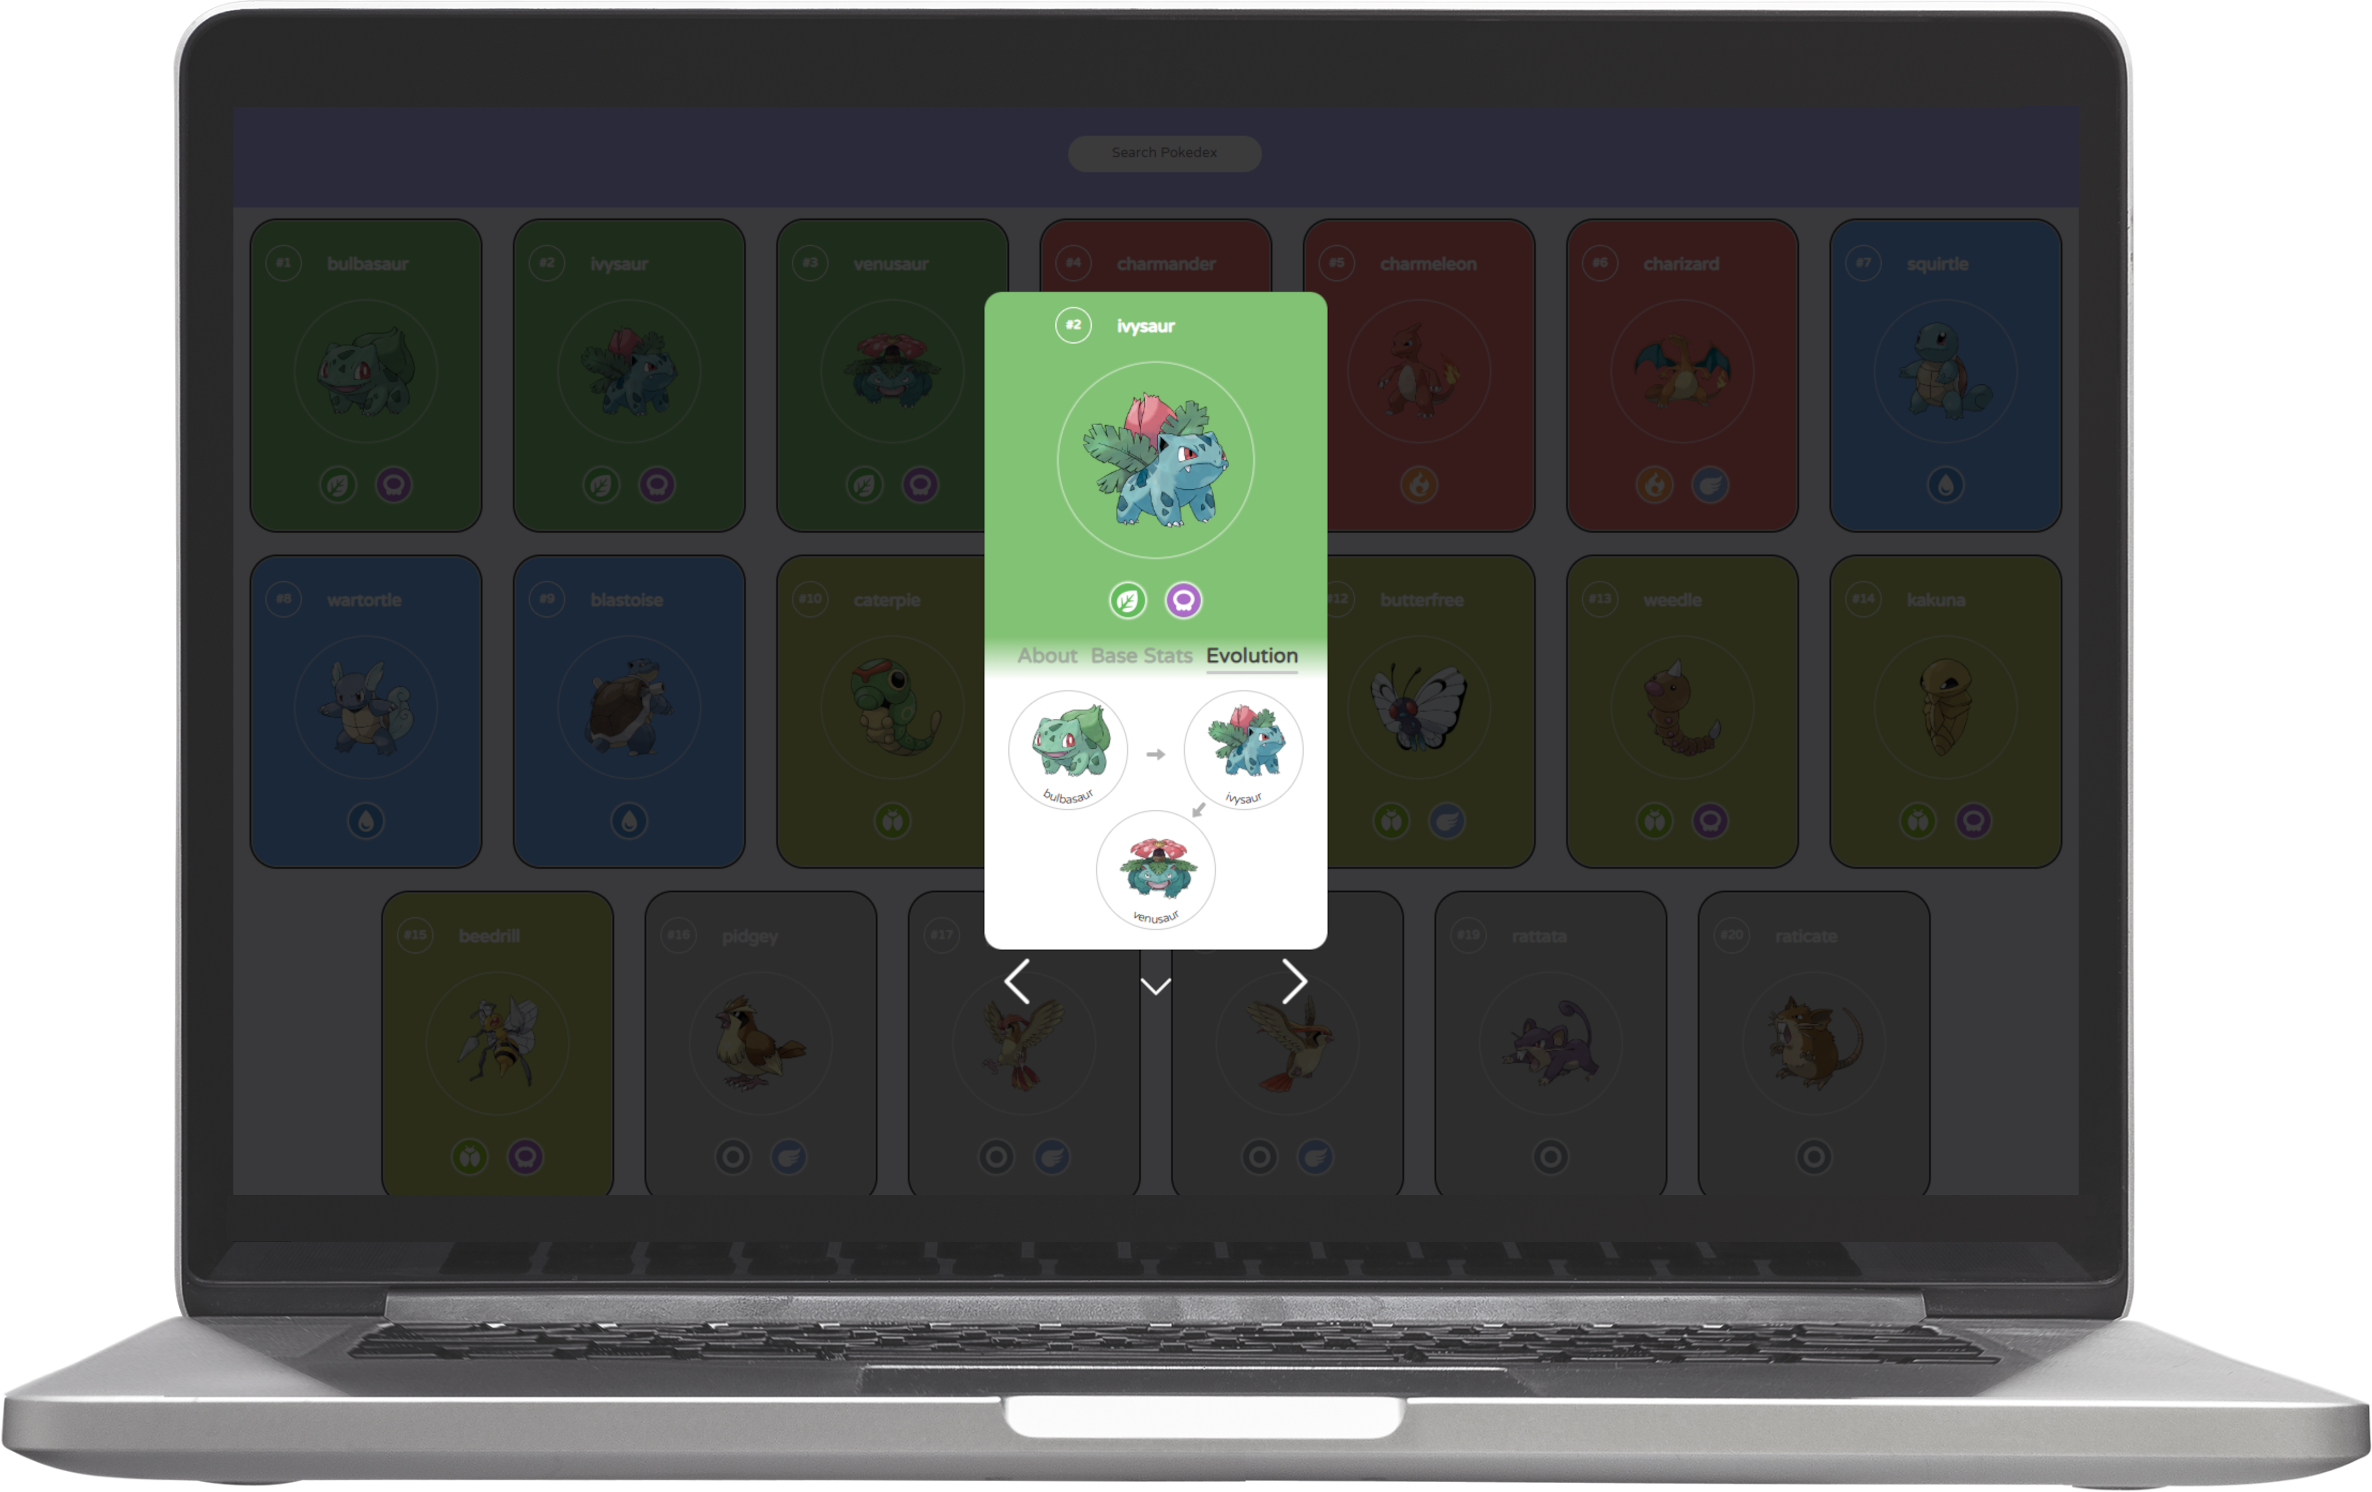 Search Pokedex
#1 bulbasaur
#2 ivysaur
#3 venusaur
#4 charmander
#5 charmeleon
#6 charizard
#7 squirtle
#2 ivysaur
About Base Stats Evolution
bulbasaur
ivysaur
venusaur
#8 wartortle
#9 blastoise
#10 caterpie
#12 butterfree
#13 weedle
#14 kakuna
#15 beedrill
#16 pidgey
#17
#19 rattata
#20 raticate